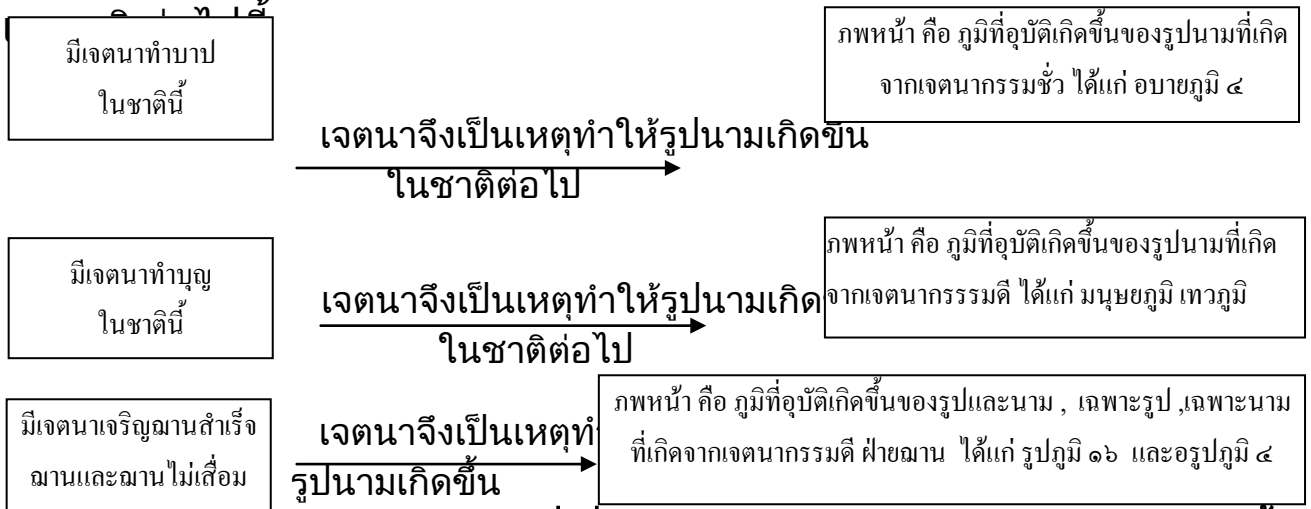 มีเจตนาทำบาป
ในชาตินี้
เจตนาจึงเป็นเหตุทำให้รูปนามเกิดขึ้น
ในชาติต่อไป
ภพหน้า คือ ภูมิที่อุบัติเกิดขึ้นของรูปนามที่เกิด
จากเจตนากรรมชั่ว ได้แก่ อบายภูมิ ๔
มีเจตนาทำบุญ
ในชาตินี้
เจตนาจึงเป็นเหตุทำให้รูปนามเกิด
ในชาติต่อไป
ภพหน้า คือ ภูมิที่อุบัติเกิดขึ้นของรูปนามที่เกิด
จากเจตนากรรรมดี ได้แก่ มนุษยภูมิ เทวภูมิ
มีเจตนาเจริญฌานสำเร็จ
ฌานและฌานไม่เสื่อม
เจตนาจึงเป็นเหตุทำ
รูปนามเกิดขึ้น
ภพหน้า คือ ภูมิที่อุบัติเกิดขึ้นของรูปและนาม , เฉพาะรูป ,เฉพาะนาม
ที่เกิดจากเจตนากรรมดี ฝ่ายฌาน ได้แก่ รูปภูมิ ๑๖ และอรูปภูมิ ๔